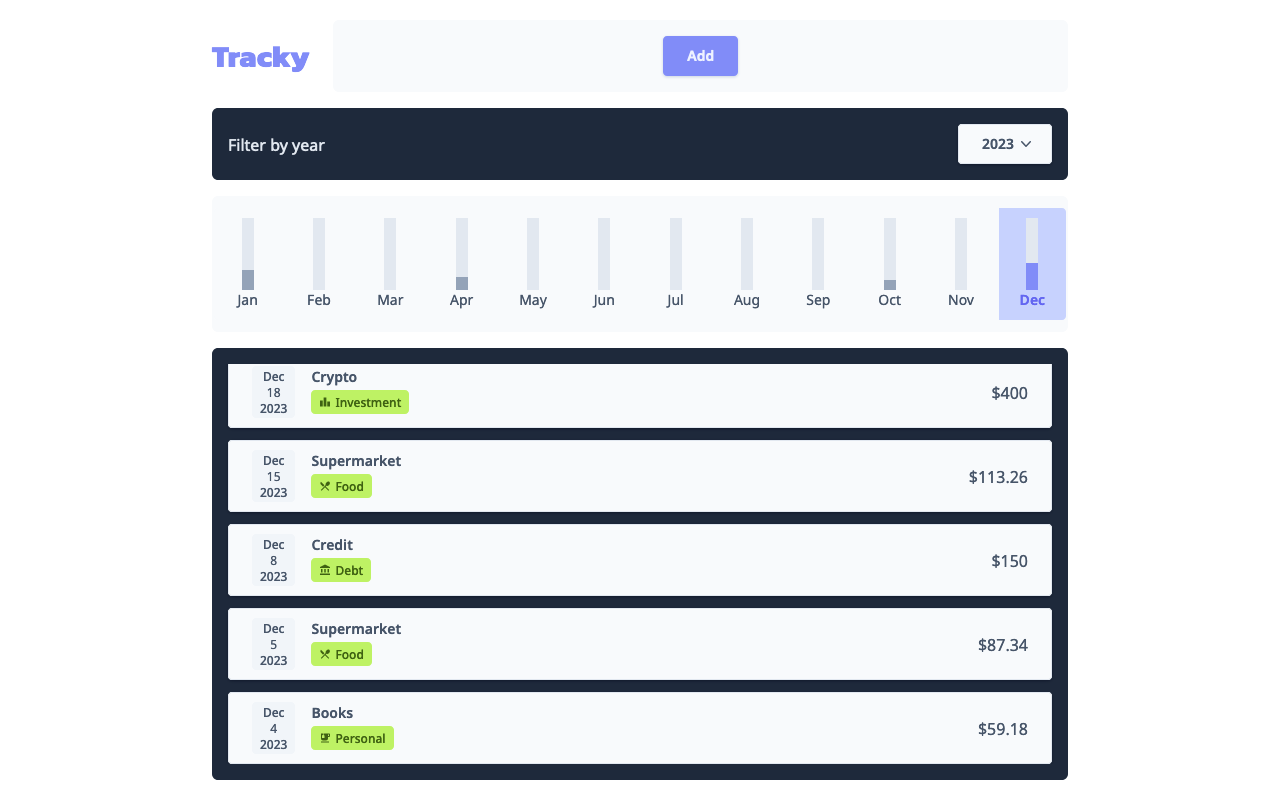 Tracky
Add
Filter by year
2023
Jan Feb Mar Apr May Jun Jul Aug Sep Oct Nov Dec
Dec
18
2023
Crypto
Investment
$400
Dec
15
2023
Supermarket
Food
$113.26
Dec
8
2023
Credit
Debt
$150
Dec
5
2023
Supermarket
Food
$87.34
Dec
4
2023
Books
Personal
$59.18